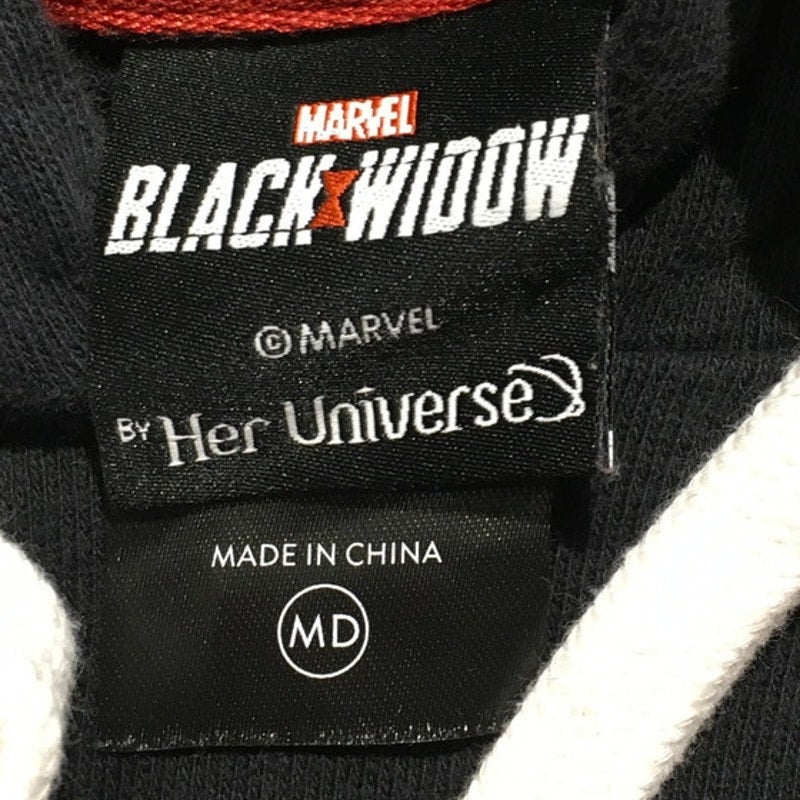 MARVEL
BLACK WIDOW
© MARVEL
BY Her Universe
MADE IN CHINA
MD